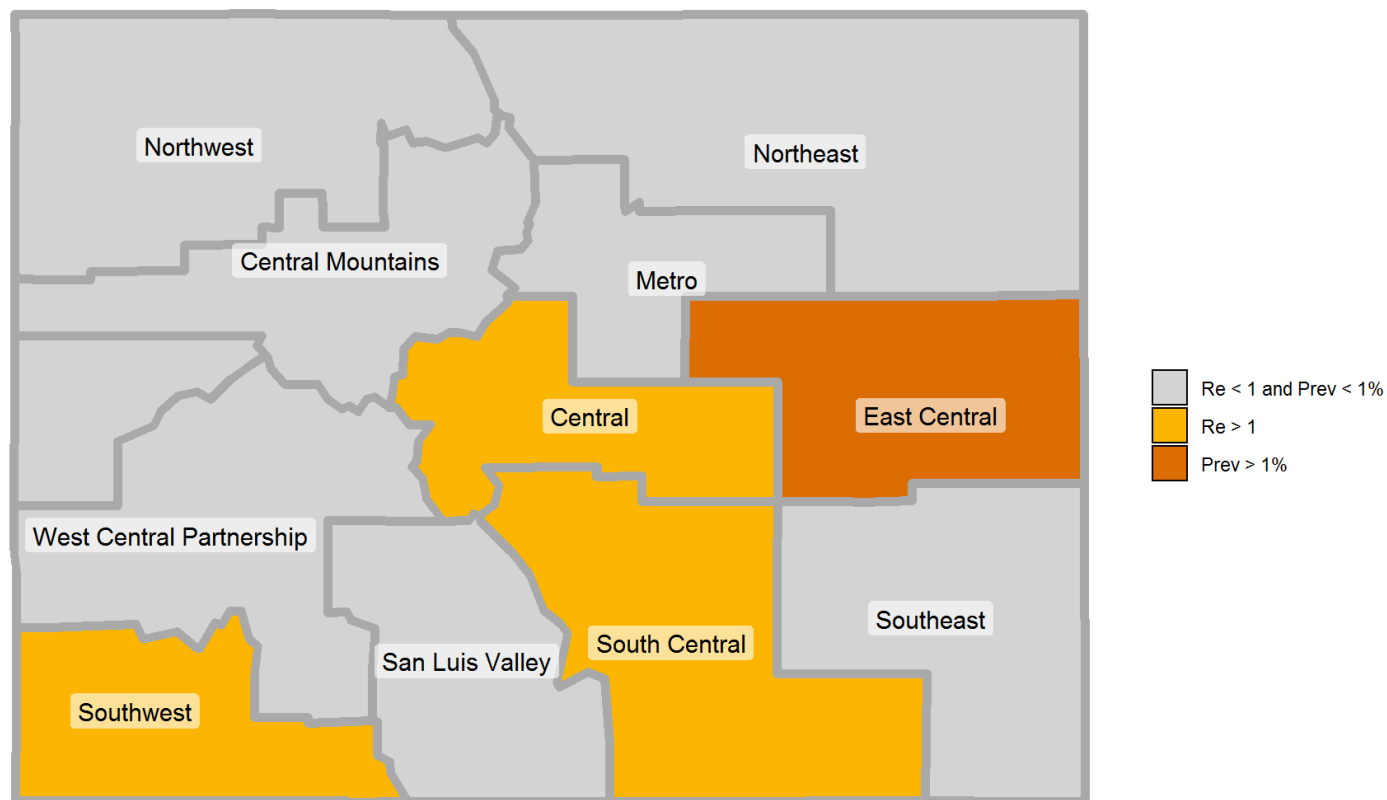 Northwest
Northeast
Central Mountains
Metro
Central
East Central
West Central Partnership
Southeast
South Central
San Luis Valley
Southwest
Re < 1 and Prev < 1%
Re > 1
Prev > 1%